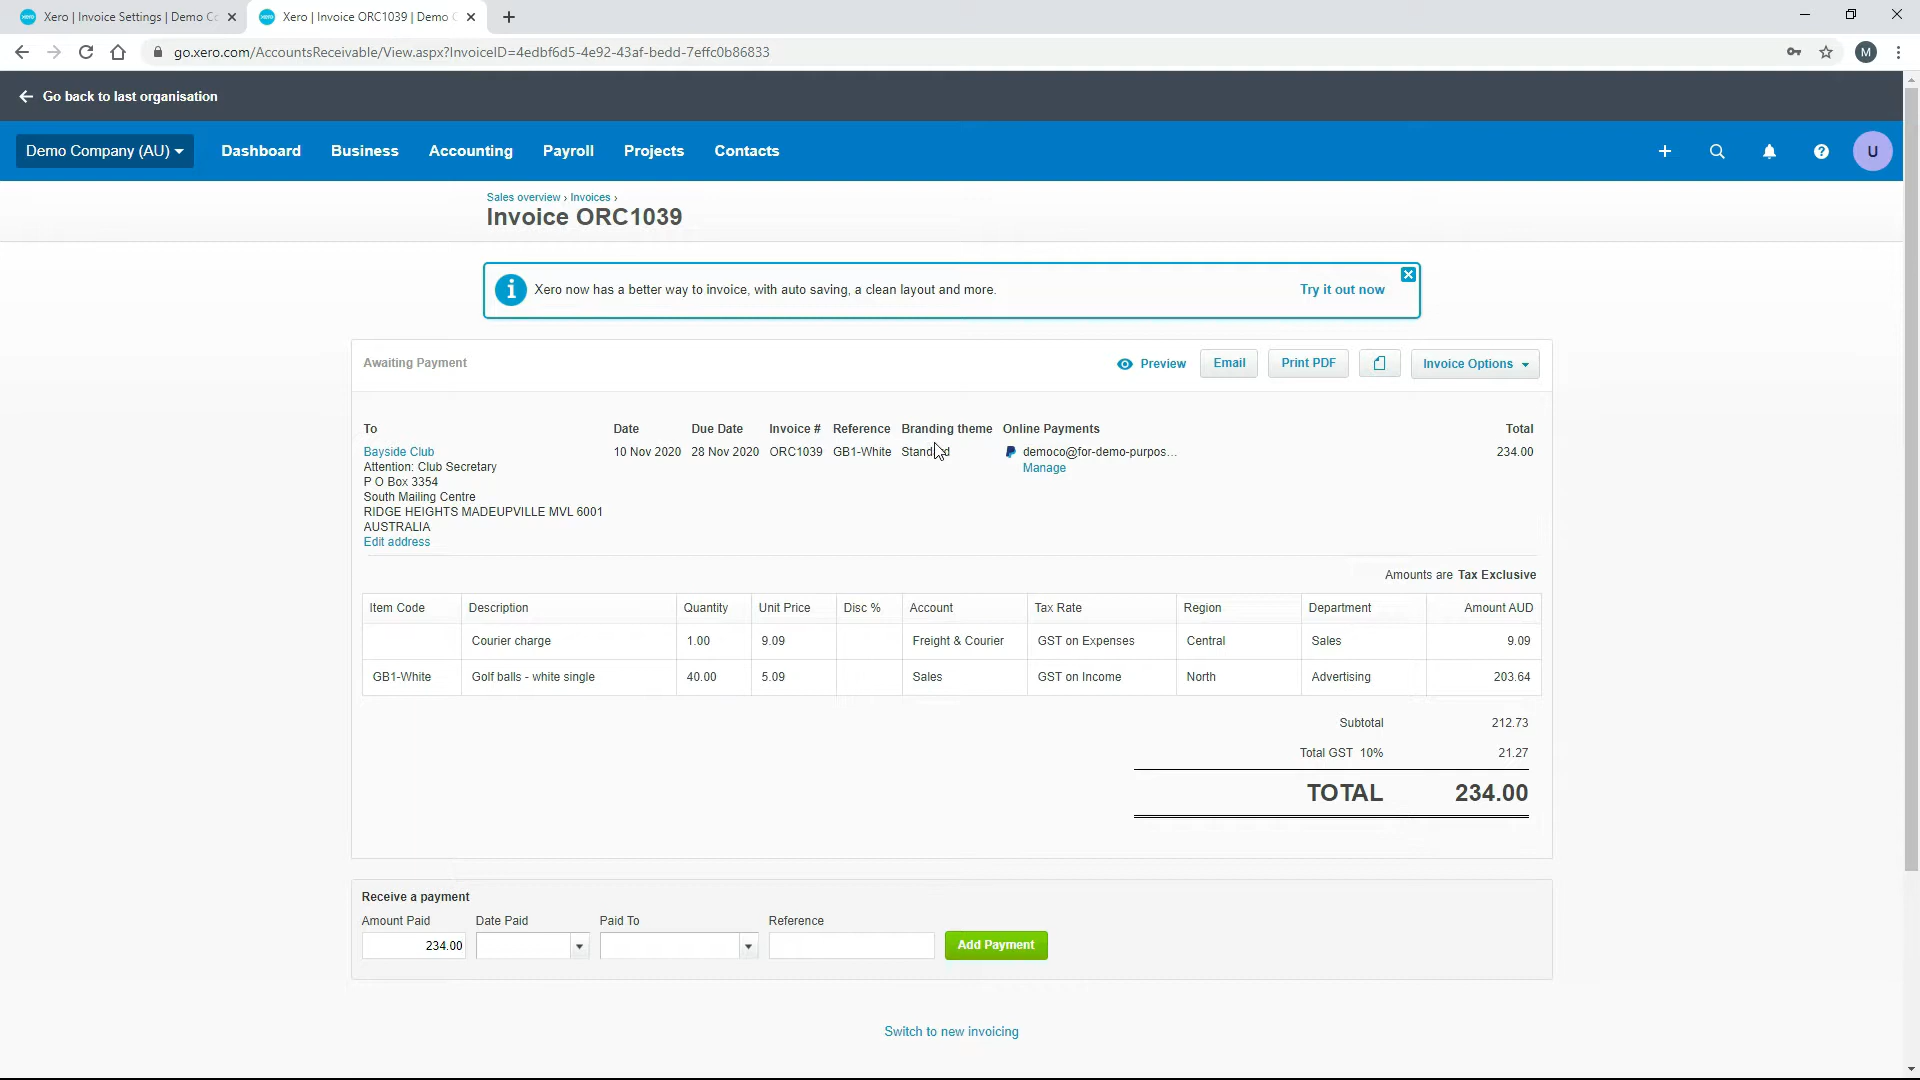 Xero | Invoice Settings | Demo Co
Xero | Invoice ORC1039 | Demo C
go.xero.com/AccountsReceivable/View.aspx?InvoiceID=4edbf6d5-4e92-43af-bedd-7effc0b86833
M
Go back to last organisation
Demo Company (AU)
Dashboard
Business
Accounting
Payroll
Projects
Contacts
U
Sales overview › Invoices ›
Invoice ORC1039
Xero now has a better way to invoice, with auto saving, a clean layout and more.
Try it out now
Awaiting Payment
Preview
Email
Print PDF
Invoice Options
To Date Due Date Invoice # Reference Branding theme Online Payments Total
Bayside Club 10 Nov 2020 28 Nov 2020 ORC1039 GB1-White Standard democo@for-demo-purpos... 234.00
Attention: Club Secretary Manage
P O Box 3354
South Mailing Centre
RIDGE HEIGHTS MADEUPVILLE MVL 6001
AUSTRALIA
Edit address
Amounts are Tax Exclusive
Item Code Description Quantity Unit Price Disc % Account Tax Rate Region Department Amount AUD
Courier charge 1.00 9.09 Freight & Courier GST on Expenses Central Sales 9.09
GB1-White Golf balls - white single 40.00 5.09 Sales GST on Income North Advertising 203.64
Subtotal 212.73
Total GST 10% 21.27
TOTAL 234.00
Receive a payment
Amount Paid Date Paid Paid To Reference
234.00 Add Payment
Switch to new invoicing